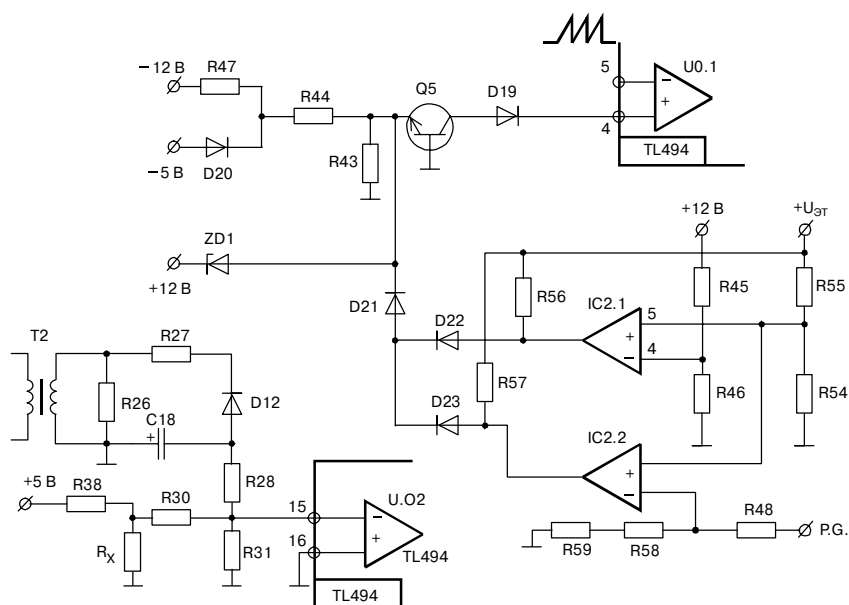 −12 В
R47
R44
Q5
D19
5
U0.1
−
+
4
TL494
−5 В
D20
R43
+12 В
+UЭТ
ZD1
+12 В
R45
R55
D21
R56
IC2.1
5
+
−
4
D22
T2
R27
R57
R26
D12
D23
R46
R54
C18
+
IC2.2
+
−
+5 В
R38
R28
R30
15
U.O2
−
R48
16
+
P.G.
RX
R31
TL494
R59
R58
TL494